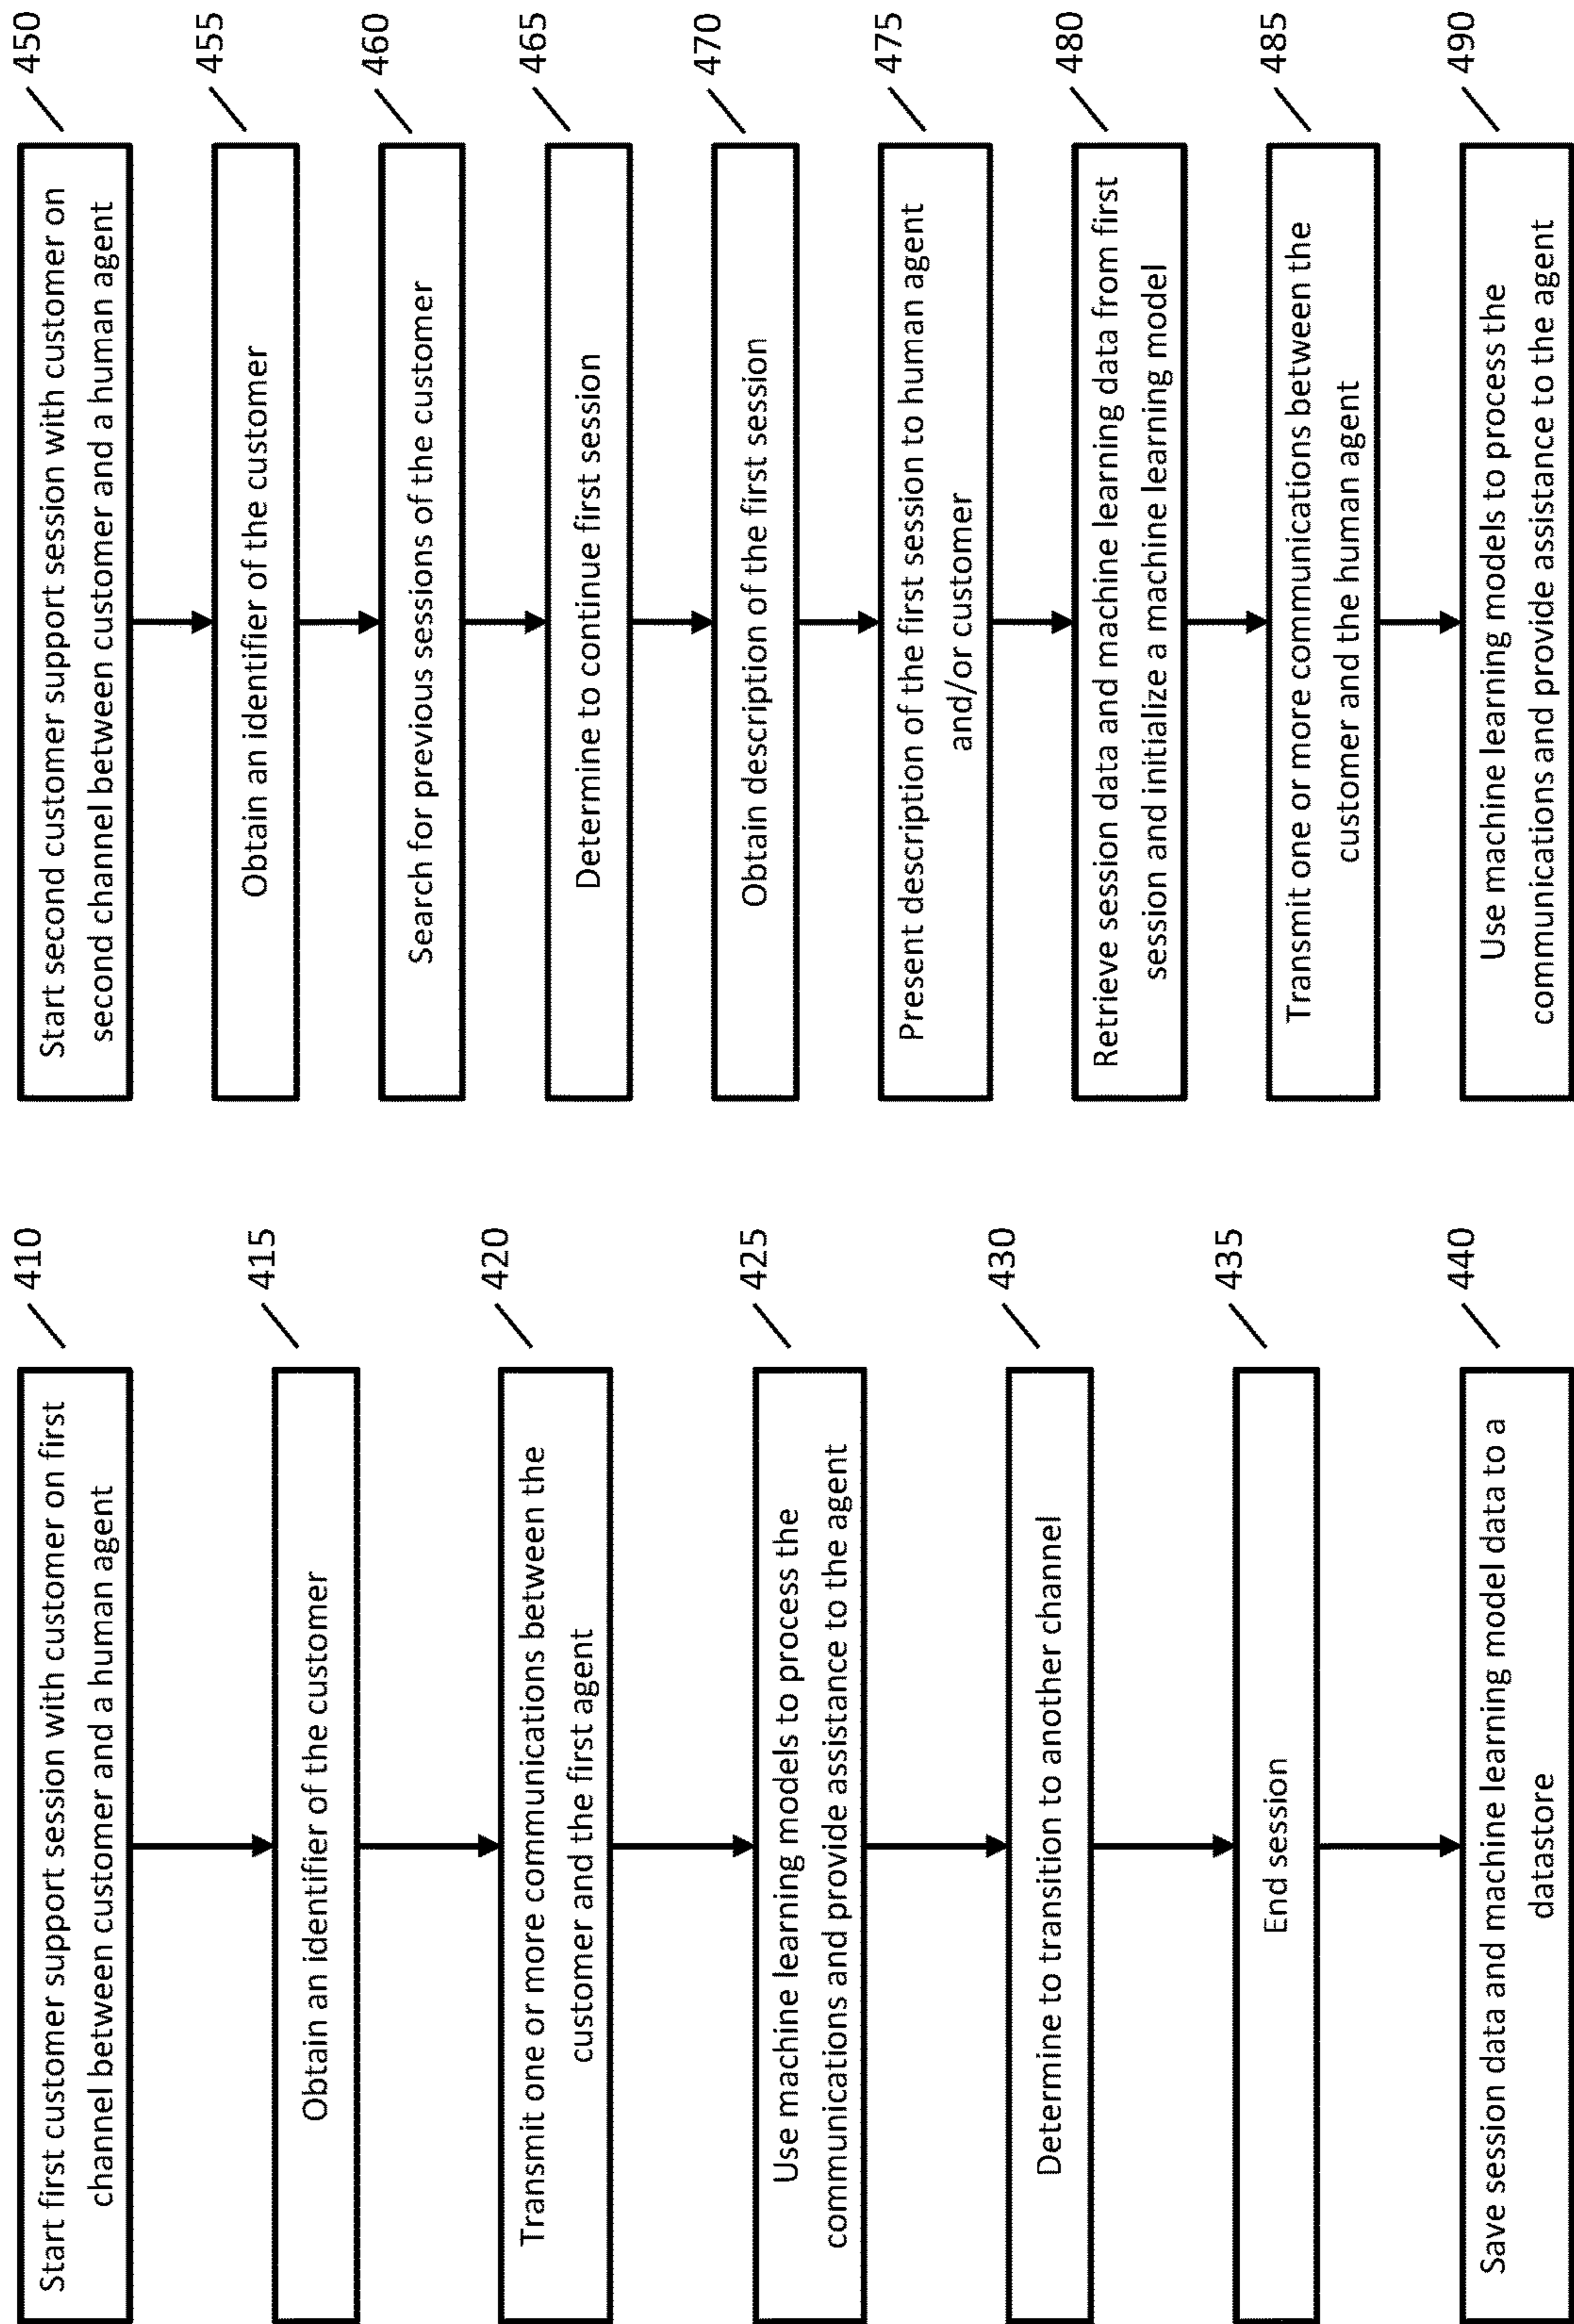 410
Start first customer support session with customer on first
channel between customer and a human agent
415
Obtain an identifier of the customer
420
Transmit one or more communications between the
customer and the first agent
425
Use machine learning models to process the
communications and provide assistance to the agent
430
Determine to transition to another channel
435
End session
440
Save session data and machine learning model data to a
datastore
450
Start second customer support session with customer on
second channel between customer and a human agent
455
Obtain an identifier of the customer
460
Search for previous sessions of the customer
465
Determine to continue first session
470
Obtain description of the first session
475
Present description of the first session to human agent
and/or customer
480
Retrieve session data and machine learning data from first
session and initialize a machine learning model
485
Transmit one or more communications between the
customer and the human agent
490
Use machine learning models to process the
communications and provide assistance to the agent